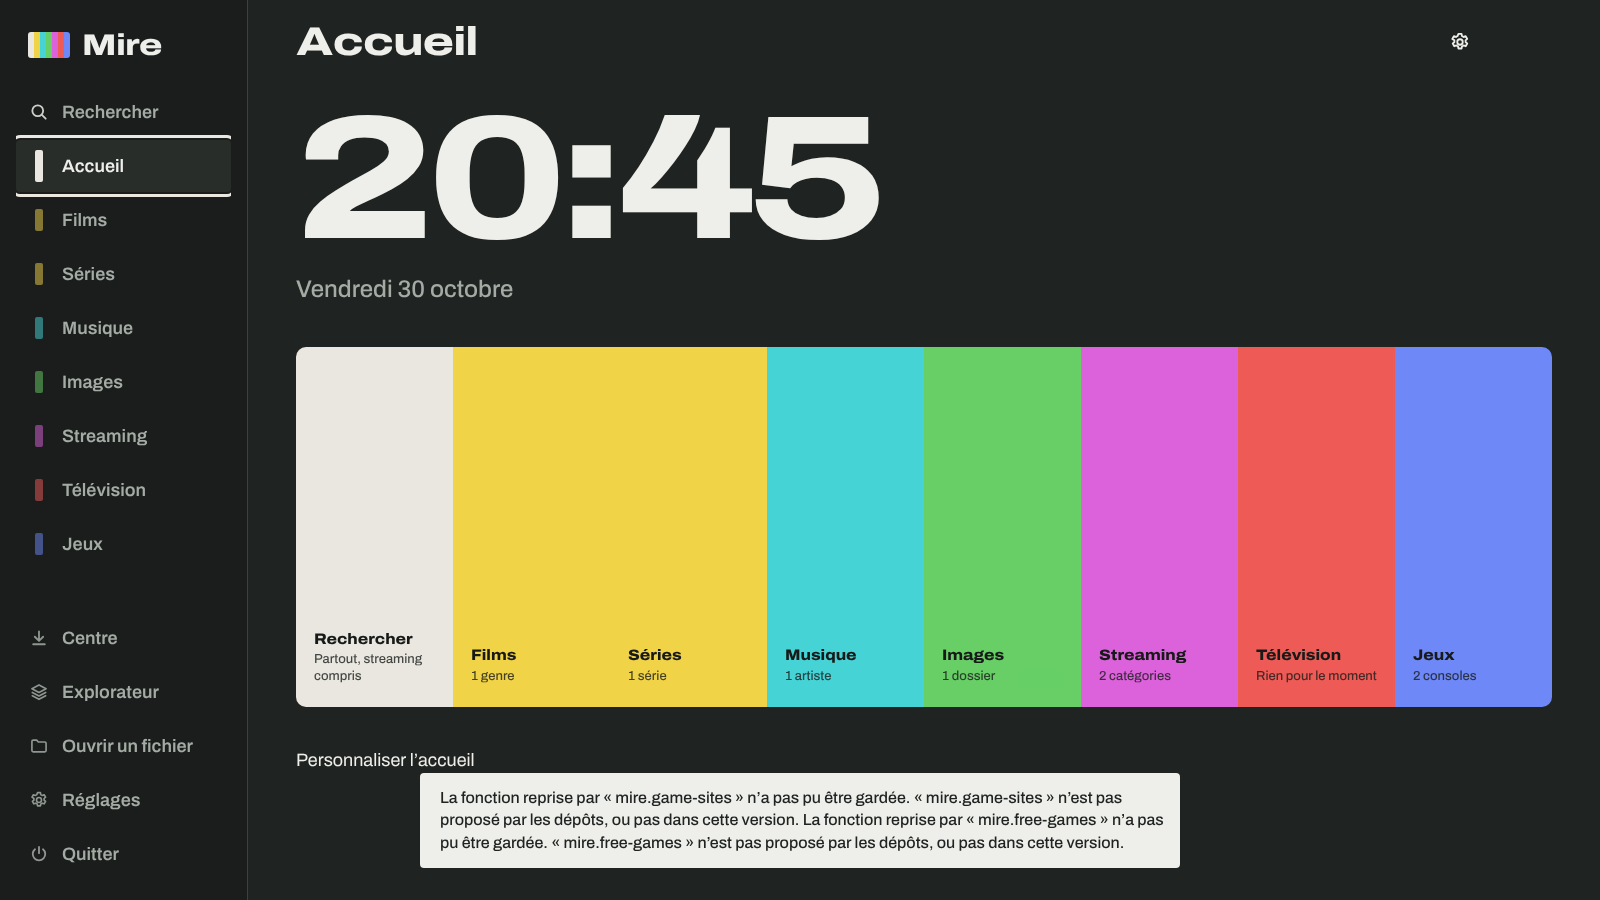 Mire
Rechercher
Accueil
Films
Séries
Musique
Images
Streaming
Télévision
Jeux
Centre
Explorateur
Ouvrir un fichier
Réglages
Quitter
Accueil
20:45
Vendredi 30 octobre
Rechercher
Partout, streaming
compris
Films
1 genre
Séries
1 série
Musique
1 artiste
Images
1 dossier
Streaming
2 catégories
Télévision
Rien pour le moment
Jeux
2 consoles
Personnaliser l’accueil
La fonction reprise par « mire.game-sites » n’a pas pu être gardée. « mire.game-sites » n’est pas
proposé par les dépôts, ou pas dans cette version. La fonction reprise par « mire.free-games » n’a pas
pu être gardée. « mire.free-games » n’est pas proposé par les dépôts, ou pas dans cette version.